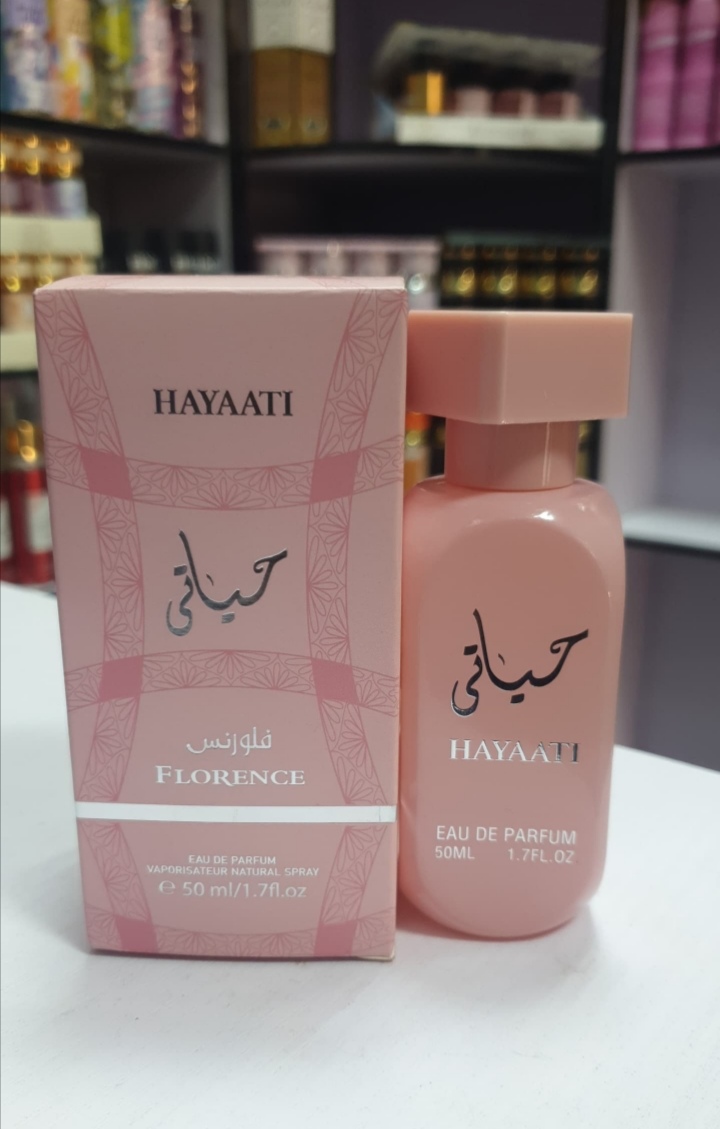 HAYAATI
حياتي
فلورنس
FLORENCE
EAU DE PARFUM
VAPORISATEUR NATURAL SPRAY
e 50 ml/1.7fl.oz
حياتي
HAYAATI
EAU DE PARFUM
50ML 1.7FL.OZ